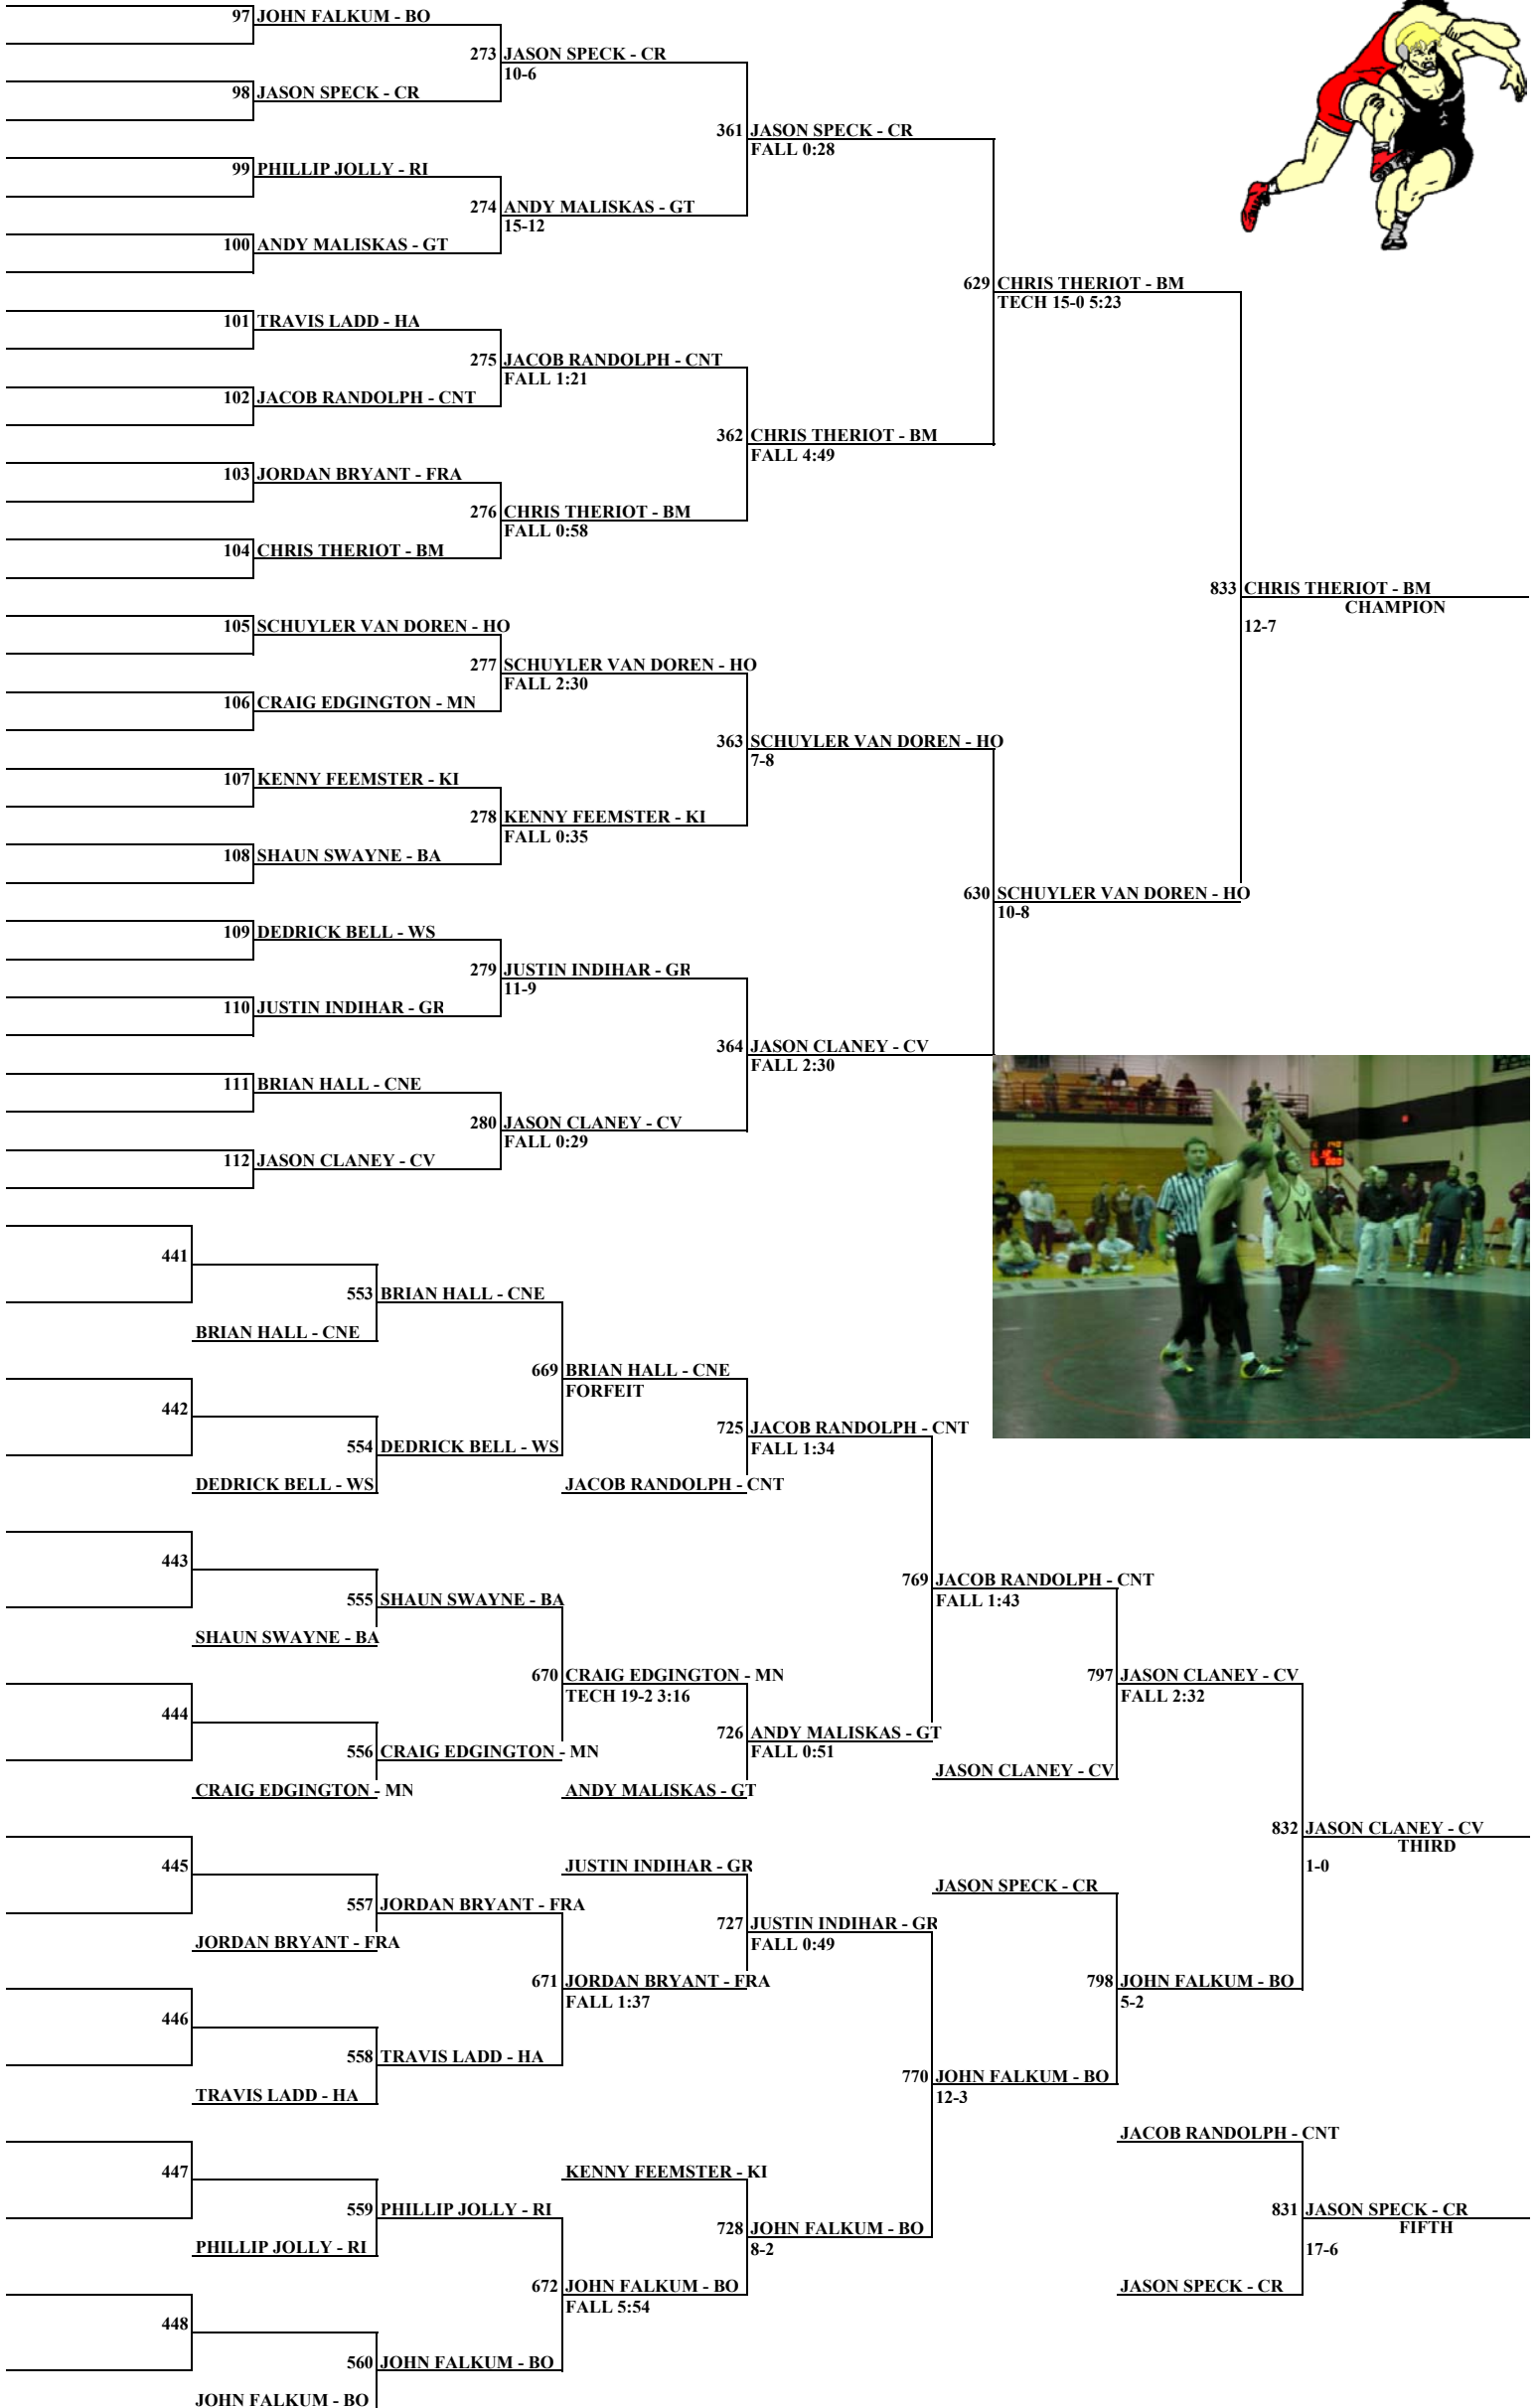 97 JOHN FALKUM - BO
273 JASON SPECK - CR
10-6
98 JASON SPECK - CR
361 JASON SPECK - CR
FALL 0:28
99 PHILLIP JOLLY - RI
274 ANDY MALISKAS - GT
15-12
100 ANDY MALISKAS - GT
629 CHRIS THERIOT - BM
TECH 15-0 5:23
101 TRAVIS LADD - HA
275 JACOB RANDOLPH - CNT
FALL 1:21
102 JACOB RANDOLPH - CNT
362 CHRIS THERIOT - BM
FALL 4:49
103 JORDAN BRYANT - FRA
276 CHRIS THERIOT - BM
FALL 0:58
104 CHRIS THERIOT - BM
833 CHRIS THERIOT - BM
CHAMPION
12-7
105 SCHUYLER VAN DOREN - HO
277 SCHUYLER VAN DOREN - HO
FALL 2:30
106 CRAIG EDGINGTON - MN
363 SCHUYLER VAN DOREN - HO
7-8
107 KENNY FEEMSTER - KI
278 KENNY FEEMSTER - KI
FALL 0:35
108 SHAUN SWAYNE - BA
630 SCHUYLER VAN DOREN - HO
10-8
109 DEDRICK BELL - WS
279 JUSTIN INDIHAR - GR
11-9
110 JUSTIN INDIHAR - GR
364 JASON CLANEY - CV
FALL 2:30
111 BRIAN HALL - CNE
280 JASON CLANEY - CV
FALL 0:29
112 JASON CLANEY - CV
M
441
553 BRIAN HALL - CNE
BRIAN HALL - CNE
669 BRIAN HALL - CNE
FORFEIT
442
725 JACOB RANDOLPH - CNT
FALL 1:34
554 DEDRICK BELL - WS
DEDRICK BELL - WS
JACOB RANDOLPH - CNT
443
769 JACOB RANDOLPH - CNT
FALL 1:43
555 SHAUN SWAYNE - BA
SHAUN SWAYNE - BA
670 CRAIG EDGINGTON - MN
TECH 19-2 3:16
797 JASON CLANEY - CV
FALL 2:32
444
726 ANDY MALISKAS - GT
FALL 0:51
556 CRAIG EDGINGTON - MN
JASON CLANEY - CV
CRAIG EDGINGTON - MN
ANDY MALISKAS - GT
832 JASON CLANEY - CV
THIRD
1-0
445
JUSTIN INDIHAR - GR
JASON SPECK - CR
557 JORDAN BRYANT - FRA
727 JUSTIN INDIHAR - GR
FALL 0:49
JORDAN BRYANT - FRA
671 JORDAN BRYANT - FRA
FALL 1:37
798 JOHN FALKUM - BO
5-2
446
558 TRAVIS LADD - HA
770 JOHN FALKUM - BO
12-3
TRAVIS LADD - HA
JACOB RANDOLPH - CNT
447
KENNY FEEMSTER - KI
559 PHILLIP JOLLY - RI
831 JASON SPECK - CR
FIFTH
17-6
728 JOHN FALKUM - BO
8-2
PHILLIP JOLLY - RI
672 JOHN FALKUM - BO
FALL 5:54
JASON SPECK - CR
448
560 JOHN FALKUM - BO
JOHN FALKUM - BO